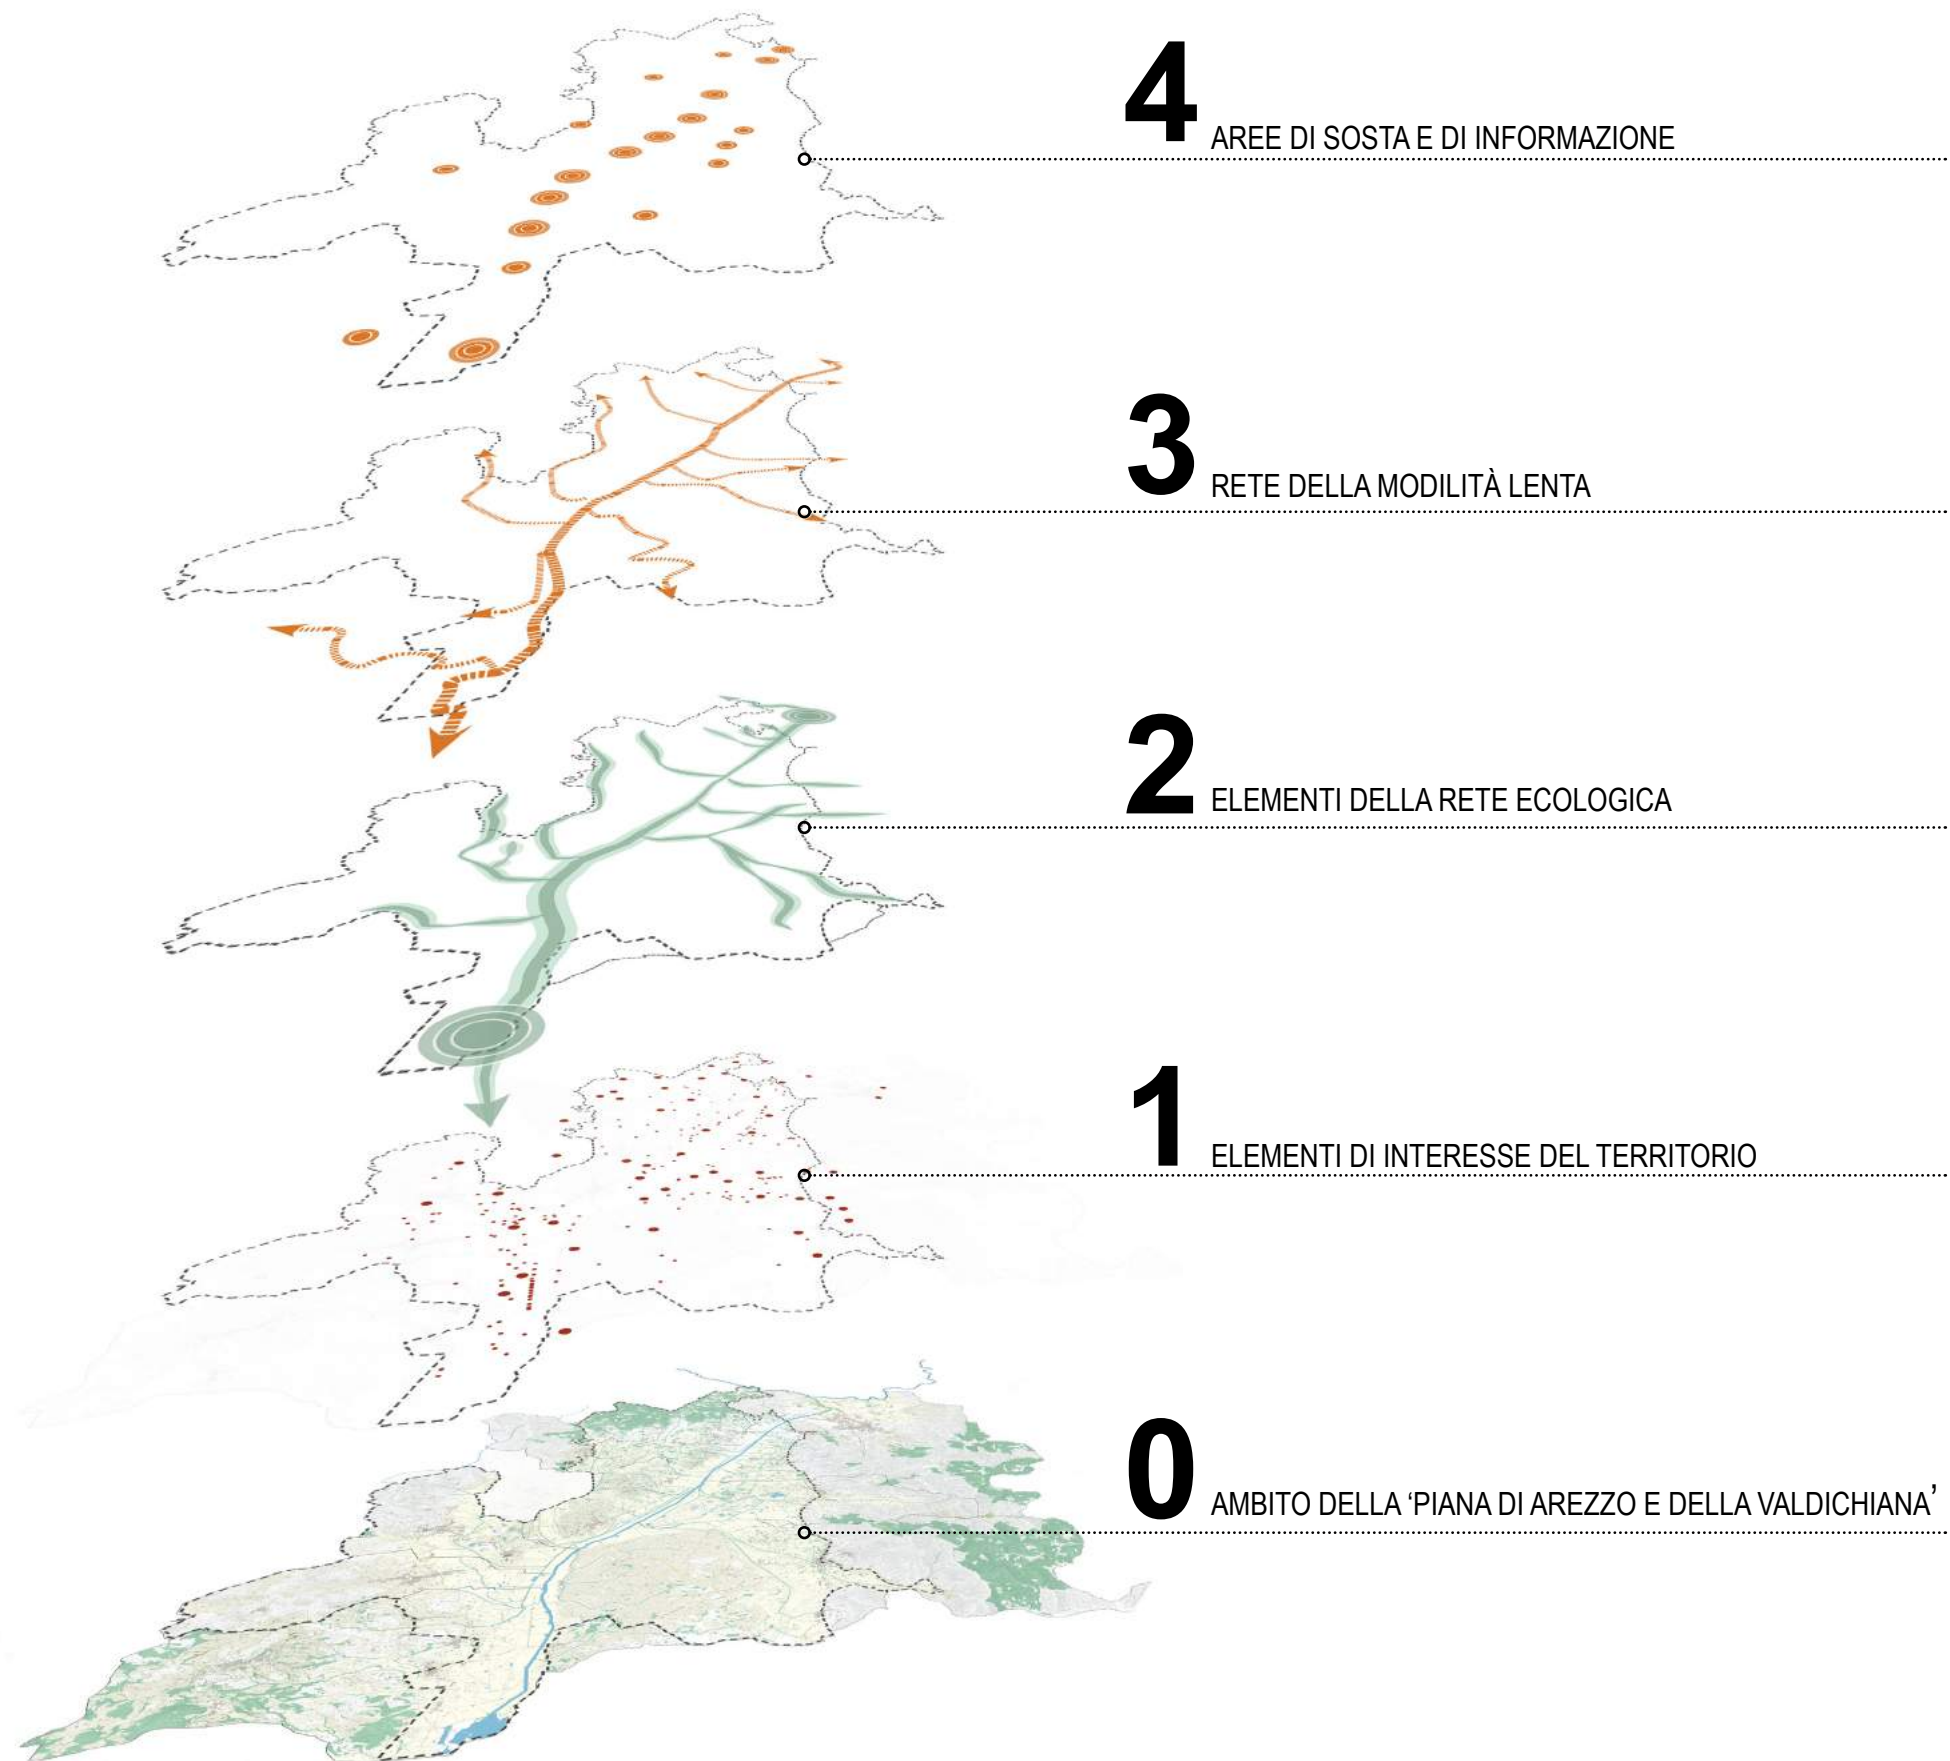 4 AREE DI SOSTA E DI INFORMAZIONE
3 RETE DELLA MODILITÀ LENTA
2 ELEMENTI DELLA RETE ECOLOGICA
1 ELEMENTI DI INTERESSE DEL TERRITORIO
0 AMBITO DELLA ‘PIANA DI AREZZO E DELLA VALDICHIANA’